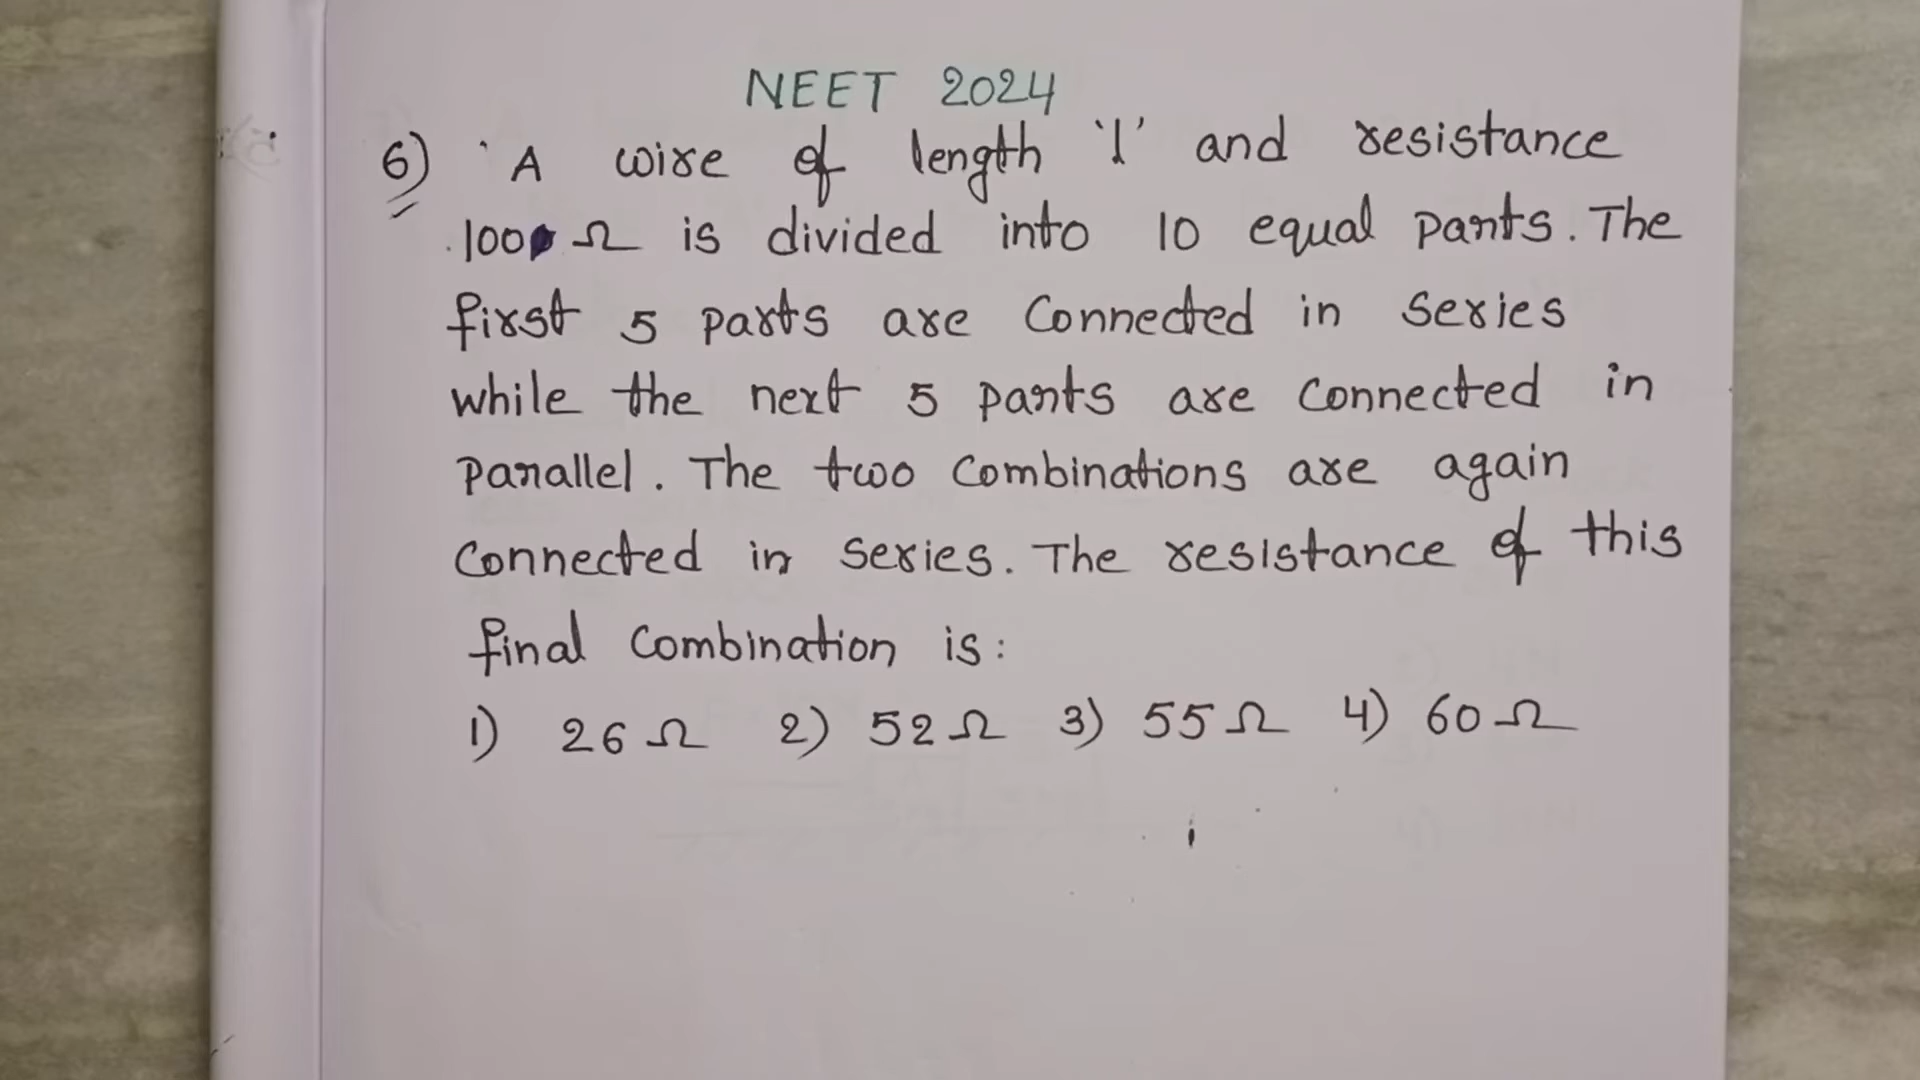 NEET 2024
6) A wire of length 'l' and resistance
100 Ω is divided into 10 equal parts. The
first 5 parts are connected in series
while the next 5 parts are connected in
parallel. The two combinations are again
connected in series. The resistance of this
final combination is:
1) 26 Ω 2) 52 Ω 3) 55 Ω 4) 60 Ω